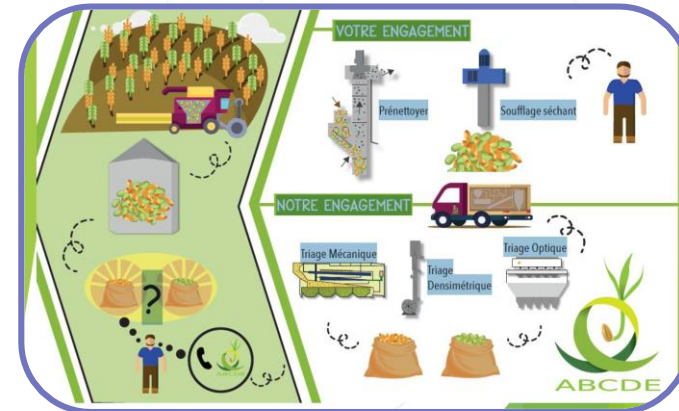 VOTRE ENGAGEMENT
Prénettoyer
Soufflage séchant
NOTRE ENGAGEMENT
Triage Mécanique
Triage
Densimétrique
Triage Optique
?
ABCDE